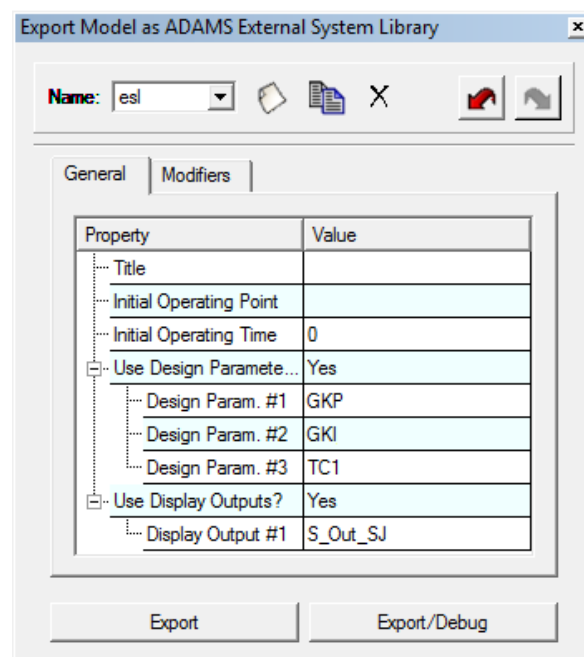 Export Model as ADAMS External System Library
Name: esl
General Modifiers
Property Value
Title
Initial Operating Point
Initial Operating Time 0
Use Design Paramete... Yes
Design Param. #1 GKP
Design Param. #2 GKI
Design Param. #3 TC1
Use Display Outputs? Yes
Display Output #1 S_Out_SJ
Export Export/Debug